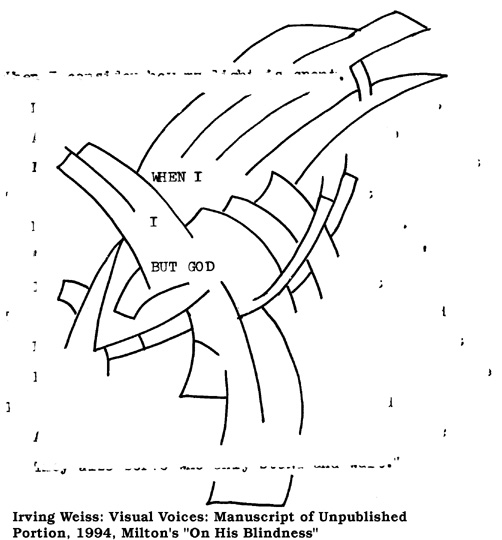 When I consider how my light is spent.
WHEN I
I
BUT GOD
They also serve who only stand and wait."
Irving Weiss: Visual Voices: Manuscript of Unpublished
Portion, 1994, Milton's "On His Blindness"